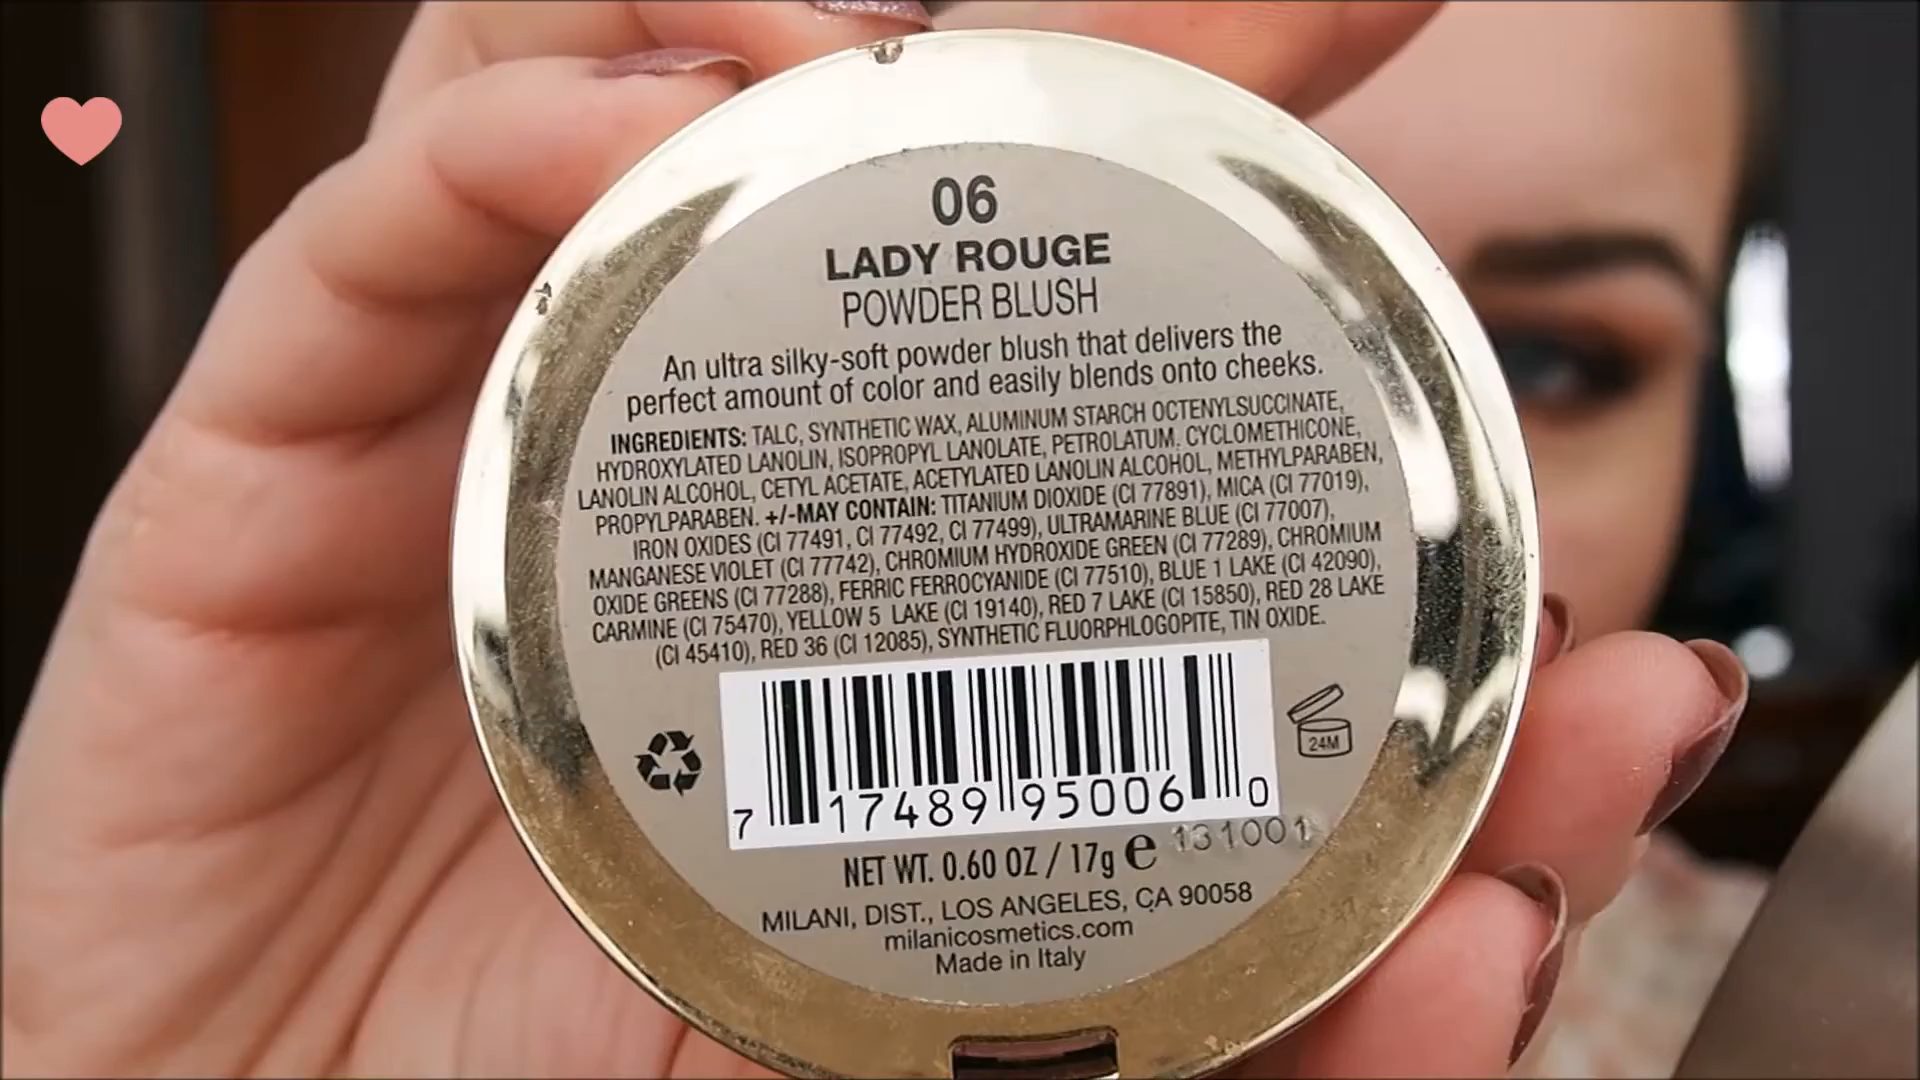 06
LADY ROUGE
POWDER BLUSH
An ultra silky-soft powder blush that delivers the
perfect amount of color and easily blends onto cheeks.
INGREDIENTS: TALC, SYNTHETIC WAX, ALUMINUM STARCH OCTENYLSUCCINATE,
HYDROXYLATED LANOLIN, ISOPROPYL LANOLATE, PETROLATUM. CYCLOMETHICONE,
LANOLIN ALCOHOL, CETYL ACETATE, ACETYLATED LANOLIN ALCOHOL, METHYLPARABEN,
PROPYLPARABEN. +/-MAY CONTAIN: TITANIUM DIOXIDE (CI 77891), MICA (CI 77019),
IRON OXIDES (CI 77491, CI 77492, CI 77499), ULTRAMARINE BLUE (CI 77007),
MANGANESE VIOLET (CI 77742), CHROMIUM HYDROXIDE GREEN (CI 77289), CHROMIUM
OXIDE GREENS (CI 77288), FERRIC FERROCYANIDE (CI 77510), BLUE 1 LAKE (CI 42090),
CARMINE (CI 75470), YELLOW 5 LAKE (CI 19140), RED 7 LAKE (CI 15850), RED 28 LAKE
(CI 45410), RED 36 (CI 12085), SYNTHETIC FLUORPHLOGOPITE, TIN OXIDE.
24M
7 17489 95006 0
131001
NET WT. 0.60 OZ / 17g e
MILANI, DIST., LOS ANGELES, CA 90058
milanicosmetics.com
Made in Italy